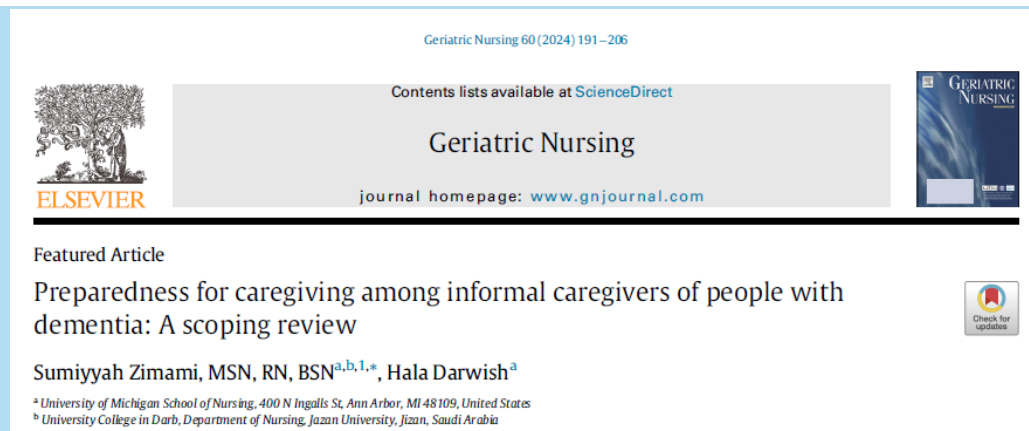 Geriatric Nursing 60 (2024) 191–206
Contents lists available at ScienceDirect
Geriatric Nursing
journal homepage: www.gnjournal.com
ELSEVIER
GERIATRIC
NURSING
Featured Article
Preparedness for caregiving among informal caregivers of people with
dementia: A scoping review
Check for
updates
Sumiyyah Zimami, MSN, RN, BSNa,b,1,*, Hala Darwisha
a University of Michigan School of Nursing, 400 N Ingalls St, Ann Arbor, MI 48109, United States
b University College in Darb, Department of Nursing, Jazan University, Jizan, Saudi Arabia